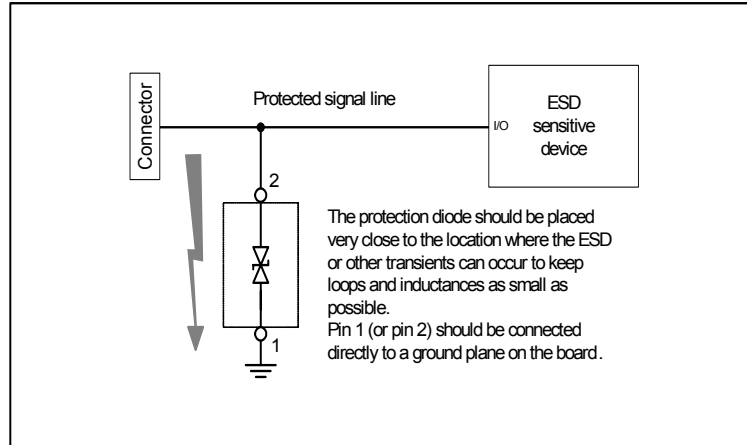 Connector
Protected signal line
I/O
ESD
sensitive
device
2
The protection diode should be placed
very close to the location where the ESD
or other transients can occur to keep
loops and inductances as small as
possible.
Pin 1 (or pin 2) should be connected
directly to a ground plane on the board.
1